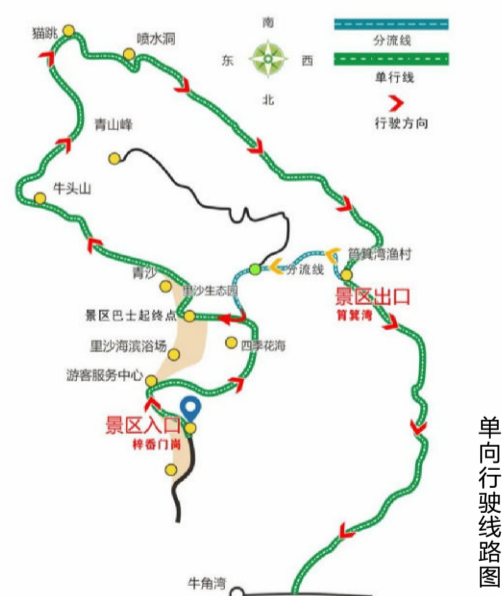 猫跳
喷水洞
南
东
西
北
分流线
单行线
行驶方向
青山峰
牛头山
筲箕湾渔村
分流线
青沙
里沙生态园
景区出口
筲箕湾
景区巴士起终点
里沙海滨浴场
四季花海
游客服务中心
景区入口
梓番门岗
牛角湾
单向行驶线路图